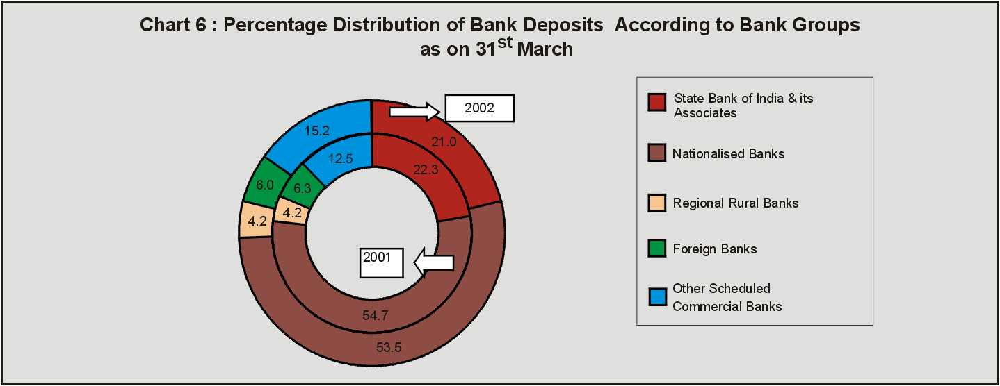 Chart 6 : Percentage Distribution of Bank Deposits According to Bank Groups
as on 31st March
2002
15.2
21.0
12.5
22.3
6.0
6.3
4.2
4.2
2001
54.7
53.5
State Bank of India & its
Associates
Nationalised Banks
Regional Rural Banks
Foreign Banks
Other Scheduled
Commercial Banks